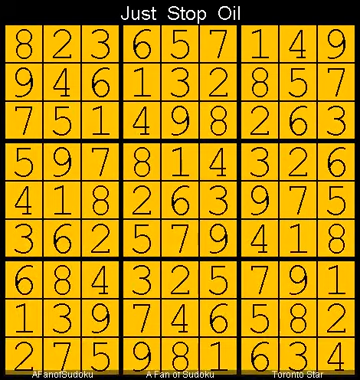 Just Stop Oil
8 2 3 6 5 7 1 4 9
9 4 6 1 3 2 8 5 7
7 5 1 4 9 8 2 6 3
5 9 7 8 1 4 3 2 6
4 1 8 2 6 3 9 7 5
3 6 2 5 7 9 4 1 8
6 8 4 3 2 5 7 9 1
1 3 9 7 4 6 5 8 2
2 7 5 9 8 1 6 3 4
AFanofSudoku A Fan of Sudoku Toronto Star